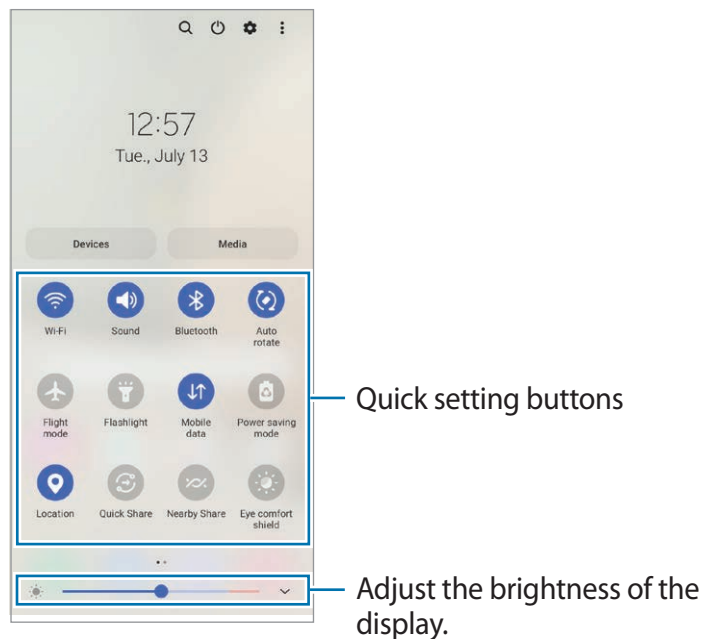 12:57
Tue., July 13
Devices Media
Wi-Fi Sound Bluetooth Auto
rotate
Flight Flashlight Mobile Power saving
mode data mode
Location Quick Share Nearby Share Eye comfort
shield
Quick setting buttons
Adjust the brightness of the
display.